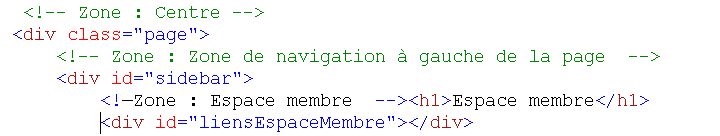 <!-- Zone : Centre -->
<div class="page">
<!-- Zone : Zone de navigation à gauche de la page  -->
<div id="sidebar">
<!—Zone : Espace membre  --><h1>Espace membre</h1>
<div id="liensEspaceMembre"></div>